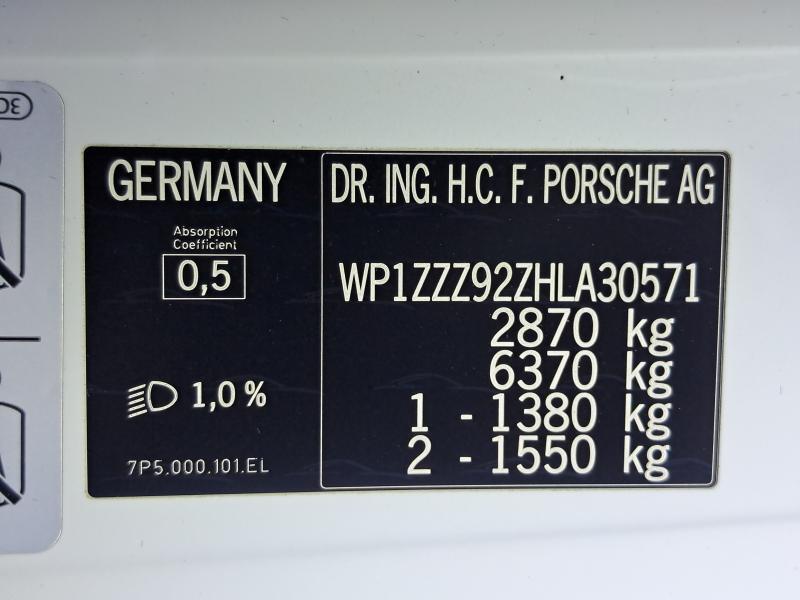 GERMANY
Absorption
Coefficient
0,5
1,0 %
7P5.000.101.EL
DR. ING. H.C. F. PORSCHE AG
WP1ZZZ92ZHLA30571
2870 kg
6370 kg
1 - 1380 kg
2 - 1550 kg